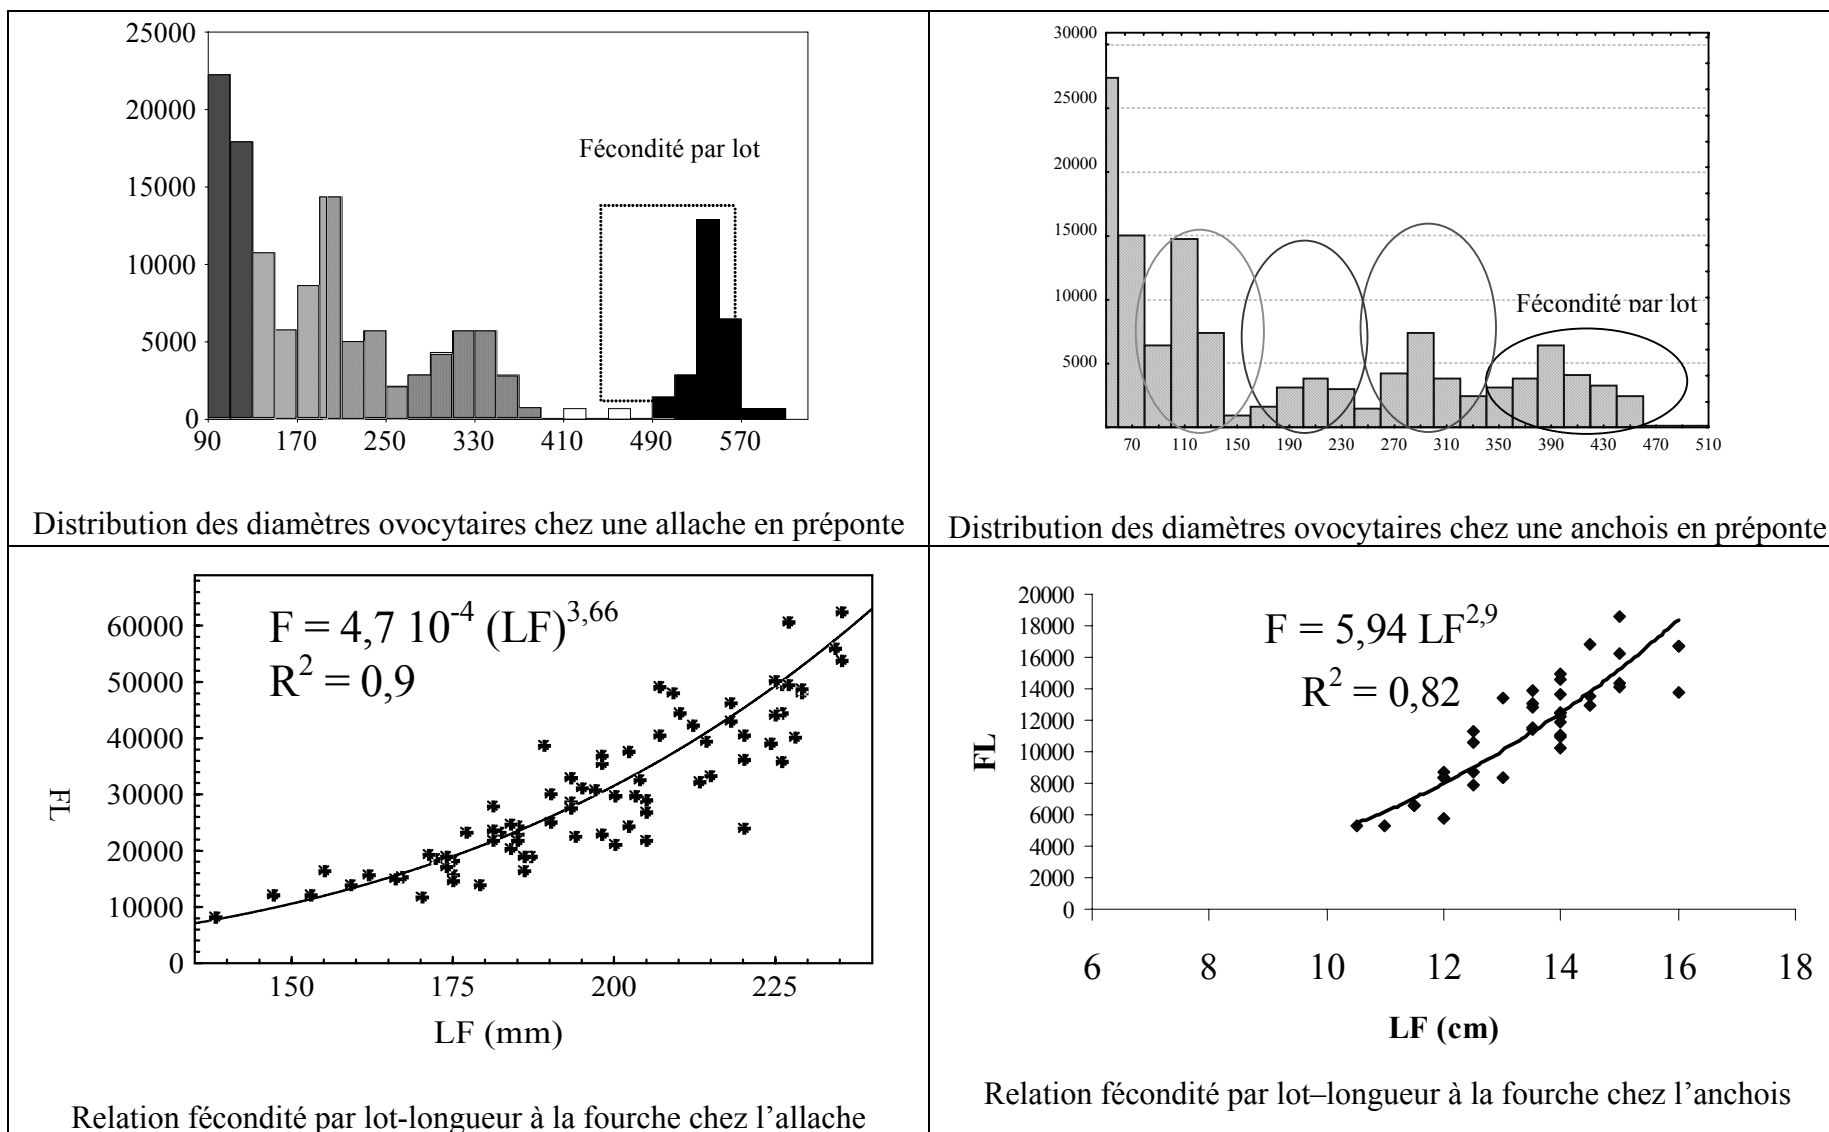 25000
20000
15000
10000
5000
0
90 170 250 330 410 490 570
Fécondité par lot
Distribution des diamètres ovocytaires chez une allache en préponte
30000
25000
20000
15000
10000
5000
70 110 150 190 230 270 310 350 390 430 470 510
Fécondité par lot
Distribution des diamètres ovocytaires chez une anchois en préponte
F = 4,7 10^-4 (LF)^3,66
R^2 = 0,9
60000
50000
40000
30000
20000
10000
0
FL
150 175 200 225
LF (mm)
Relation fécondité par lot-longueur à la fourche chez l’allache
F = 5,94 LF^2,9
R^2 = 0,82
20000
18000
16000
14000
12000
10000
8000
6000
4000
2000
0
FL
6 8 10 12 14 16 18
LF (cm)
Relation fécondité par lot–longueur à la fourche chez l’anchois